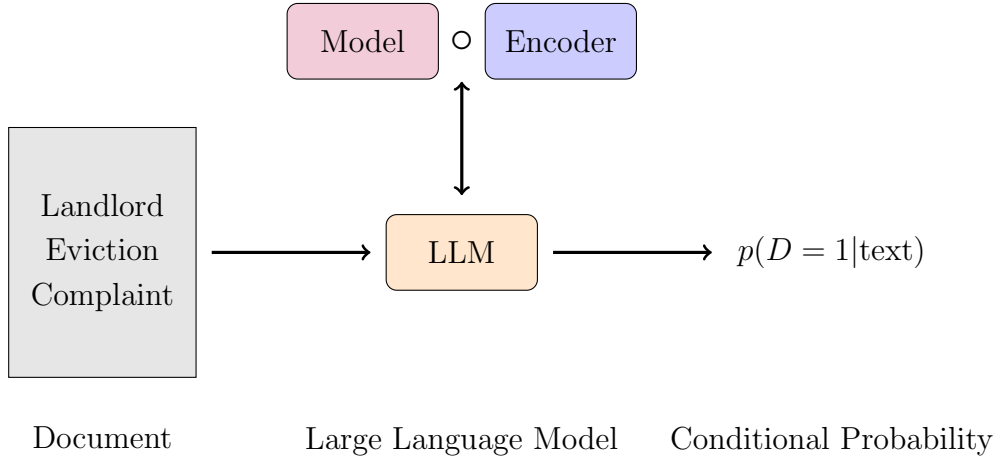 Model ∘ Encoder
Landlord
Eviction
Complaint
LLM
p(D = 1|text)
Document
Large Language Model
Conditional Probability